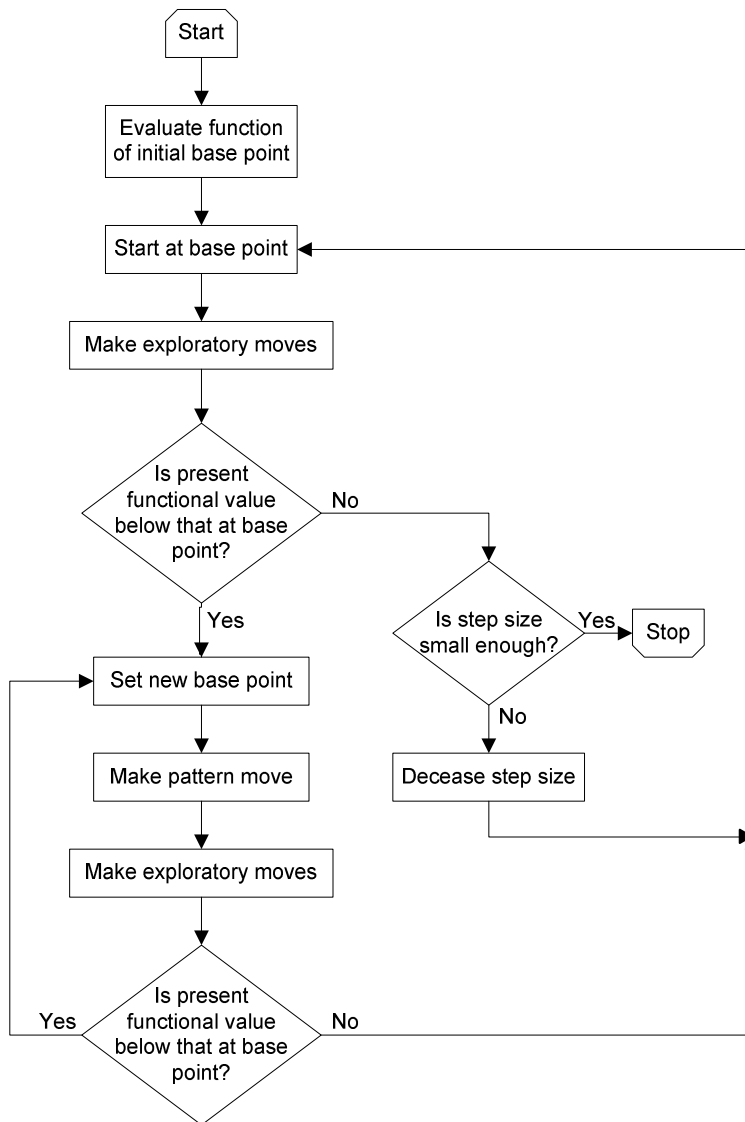 Start
Evaluate function
of initial base point
Start at base point
Make exploratory moves
Is present
functional value
below that at base
point?
No
Yes
Is step size
small enough?
Yes
Stop
No
Set new base point
Decease step size
Make pattern move
Make exploratory moves
Is present
functional value
below that at base
point?
Yes
No